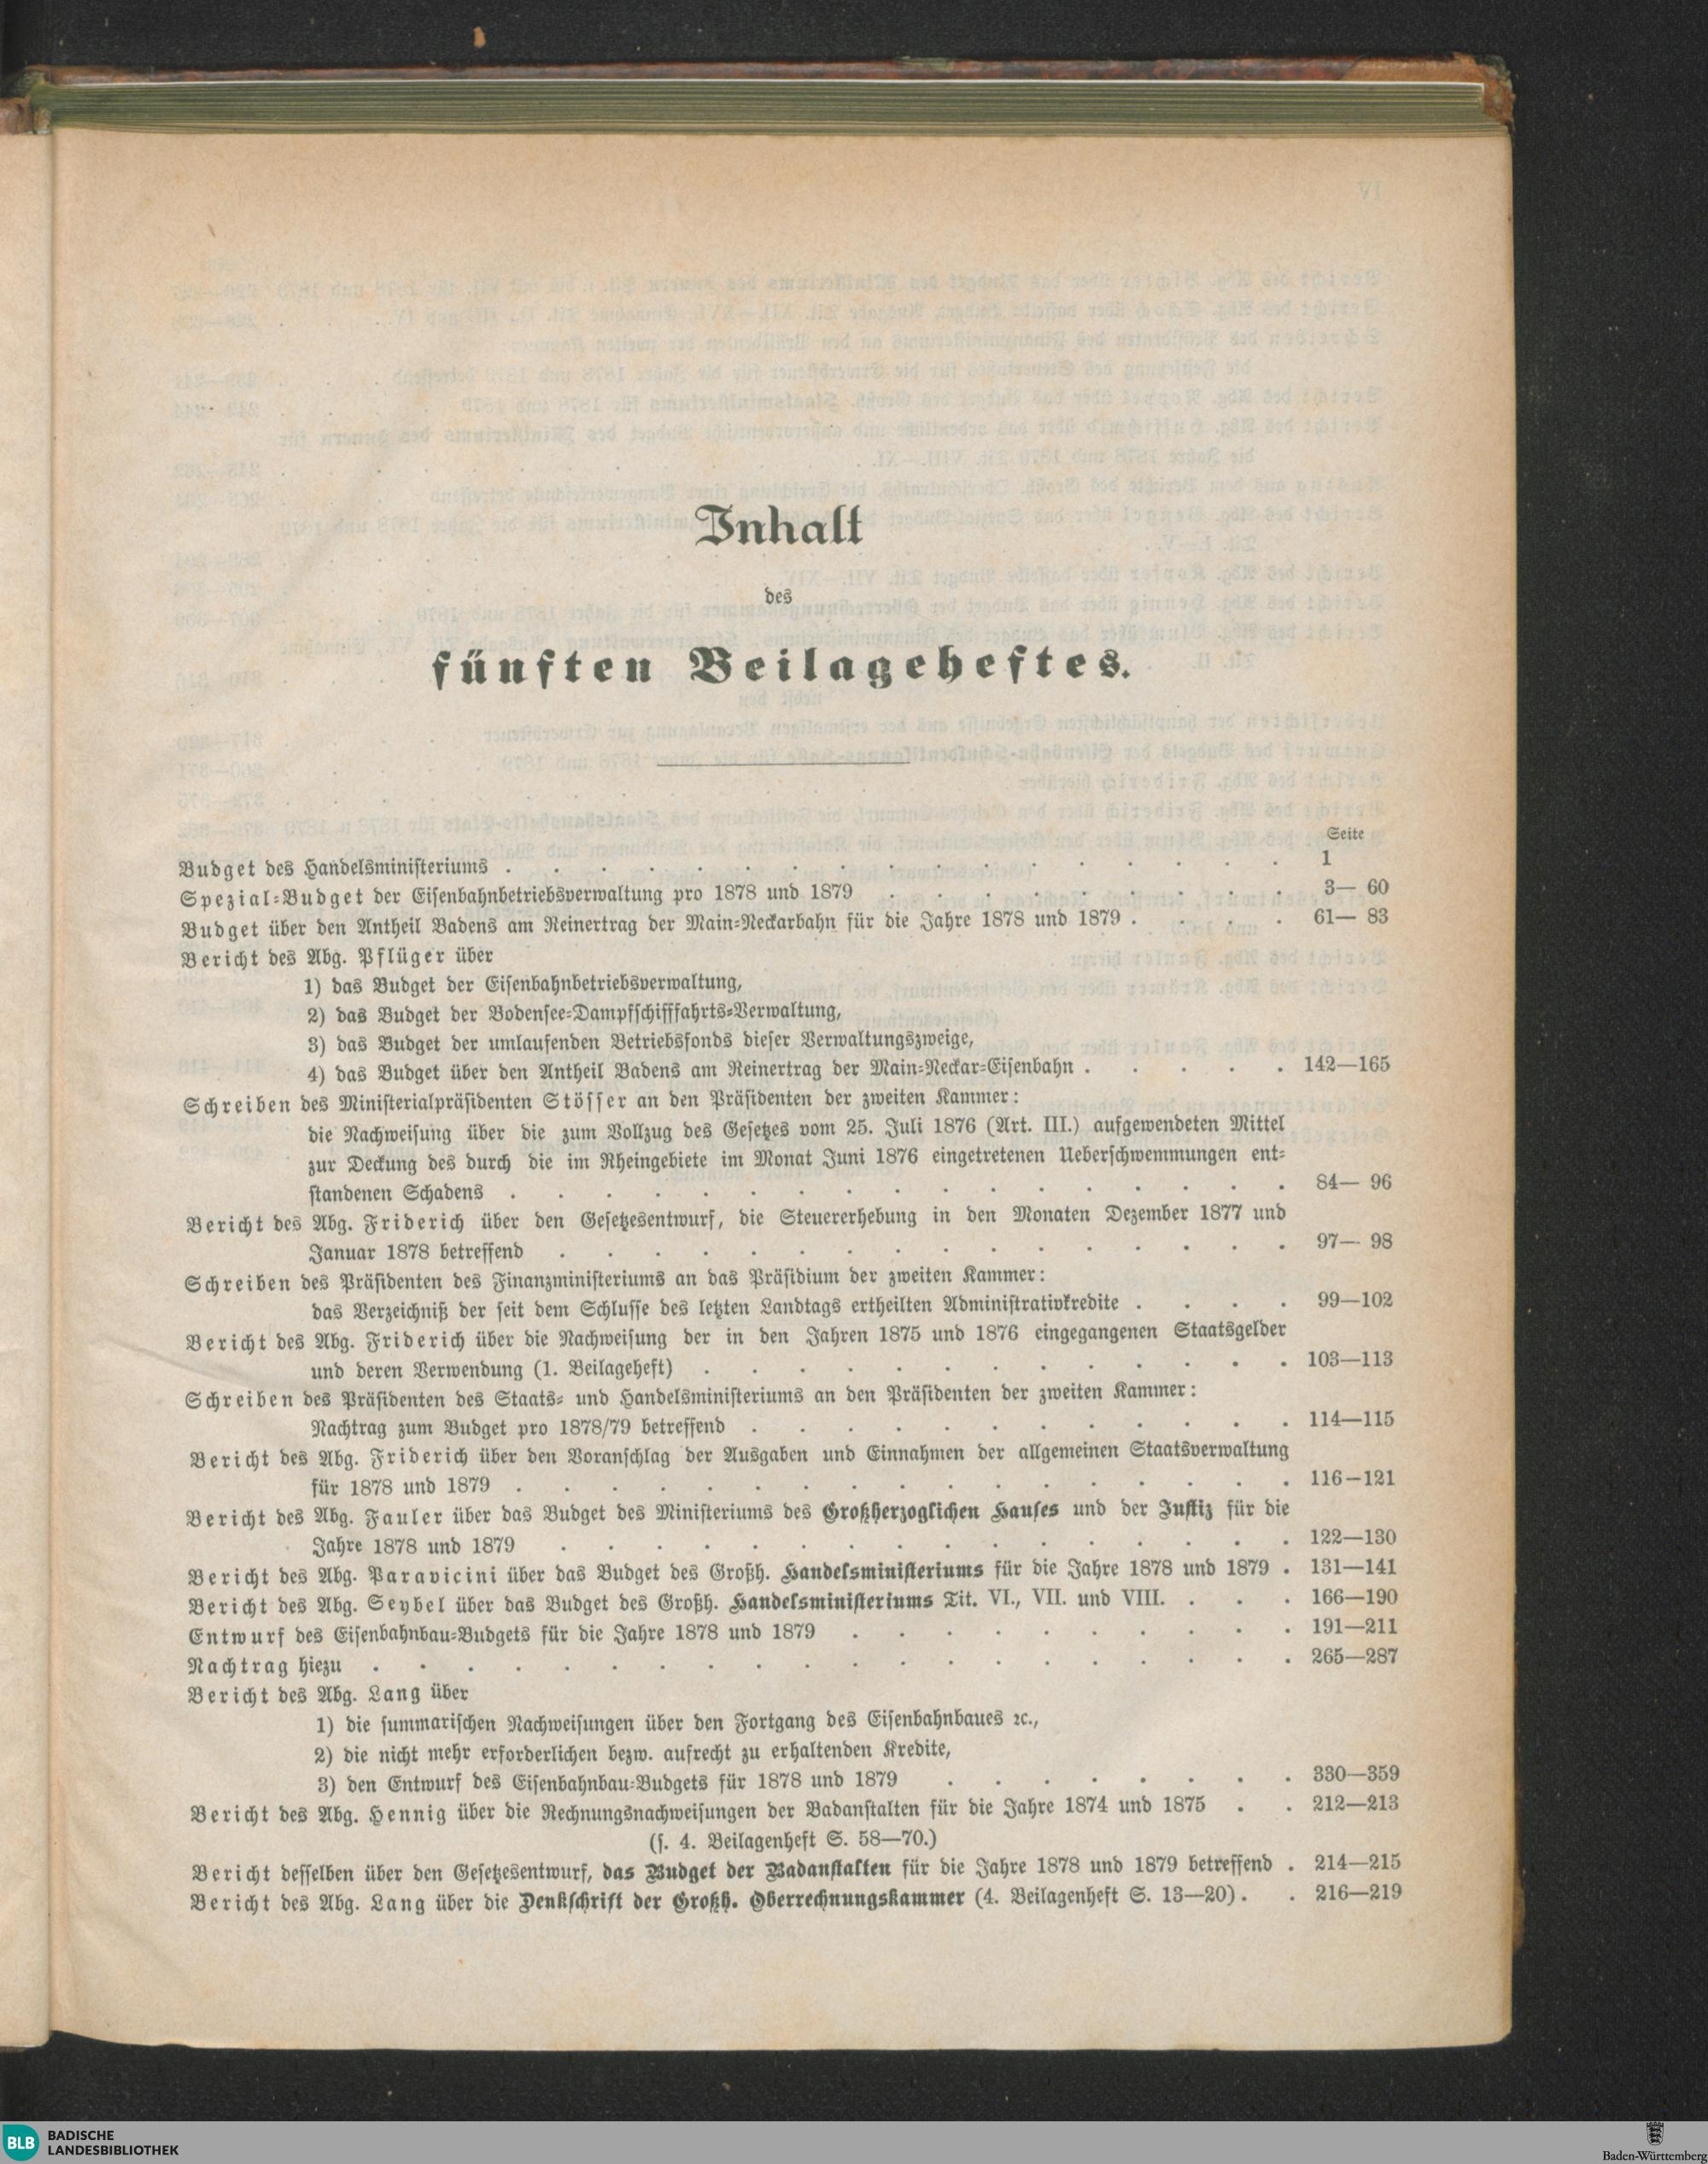 Inhalt
des
fünften Beilageheftes.
Seite
Budget des Handelsministeriums . . . . . . . . . . . . . . . . . 1
Spezial-Budget der Eisenbahnbetriebsverwaltung pro 1878 und 1879 . . . . . . . . . 3— 60
Budget über den Antheil Badens am Reinertrag der Main-Neckarbahn für die Jahre 1878 und 1879 . . . . 61— 83
Bericht des Abg. Pflüger über
1) das Budget der Eisenbahnbetriebsverwaltung,
2) das Budget der Bodensee-Dampfschifffahrts-Verwaltung,
3) das Budget der umlaufenden Betriebsfonds dieser Verwaltungszweige,
4) das Budget über den Antheil Badens am Reinertrag der Main-Neckar-Eisenbahn . . . . . 142—165
Schreiben des Ministerialpräsidenten Stösser an den Präsidenten der zweiten Kammer:
die Nachweisung über die zum Vollzug des Gesetzes vom 25. Juli 1876 (Art. III.) aufgewendeten Mittel
zur Deckung des durch die im Rheingebiete im Monat Juni 1876 eingetretenen Ueberschwemmungen ent-
standenen Schadens . . . . . . . . . . . . . . . . . 84— 96
Bericht des Abg. Friderich über den Gesetzesentwurf, die Steuererhebung in den Monaten Dezember 1877 und
Januar 1878 betreffend . . . . . . . . . . . . . . . . 97— 98
Schreiben des Präsidenten des Finanzministeriums an das Präsidium der zweiten Kammer:
das Verzeichniß der seit dem Schlusse des letzten Landtags ertheilten Administrativkredite . . . . 99—102
Bericht des Abg. Friderich über die Nachweisung der in den Jahren 1875 und 1876 eingegangenen Staatsgelder
und deren Verwendung (1. Beilageheft) . . . . . . . . . . . . . 103—113
Schreiben des Präsidenten des Staats- und Handelsministeriums an den Präsidenten der zweiten Kammer:
Nachtrag zum Budget pro 1878/79 betreffend . . . . . . . . . . . . 114—115
Bericht des Abg. Friderich über den Voranschlag der Ausgaben und Einnahmen der allgemeinen Staatsverwaltung
für 1878 und 1879 . . . . . . . . . . . . . . . . . 116—121
Bericht des Abg. Fauler über das Budget des Ministeriums des Großherzoglichen Hauses und der Justiz für die
Jahre 1878 und 1879 . . . . . . . . . . . . . . . . 122—130
Bericht des Abg. Paravicini über das Budget des Großh. Handelsministeriums für die Jahre 1878 und 1879 . 131—141
Bericht des Abg. Seybel über das Budget des Großh. Handelsministeriums Tit. VI., VII. und VIII. . . . 166—190
Entwurf des Eisenbahnbau-Budgets für die Jahre 1878 und 1879 . . . . . . . . . . 191—211
Nachtrag hiezu . . . . . . . . . . . . . . . . . . . . 265—287
Bericht des Abg. Lang über
1) die summarischen Nachweisungen über den Fortgang des Eisenbahnbaues ꝛc.,
2) die nicht mehr erforderlichen bezw. aufrecht zu erhaltenden Kredite,
3) den Entwurf des Eisenbahnbau-Budgets für 1878 und 1879 . . . . . . . . 330—359
Bericht des Abg. Hennig über die Rechnungsnachweisungen der Badanstalten für die Jahre 1874 und 1875 . . 212—213
(s. 4. Beilagenheft S. 58—70.)
Bericht desselben über den Gesetzesentwurf, das Budget der Badanstalten für die Jahre 1878 und 1879 betreffend . 214—215
Bericht des Abg. Lang über die Denkschrift der Großh. Oberrechnungskammer (4. Beilagenheft S. 13—20) . . 216—219
BLB BADISCHE
LANDESBIBLIOTHEK
Baden-Württemberg